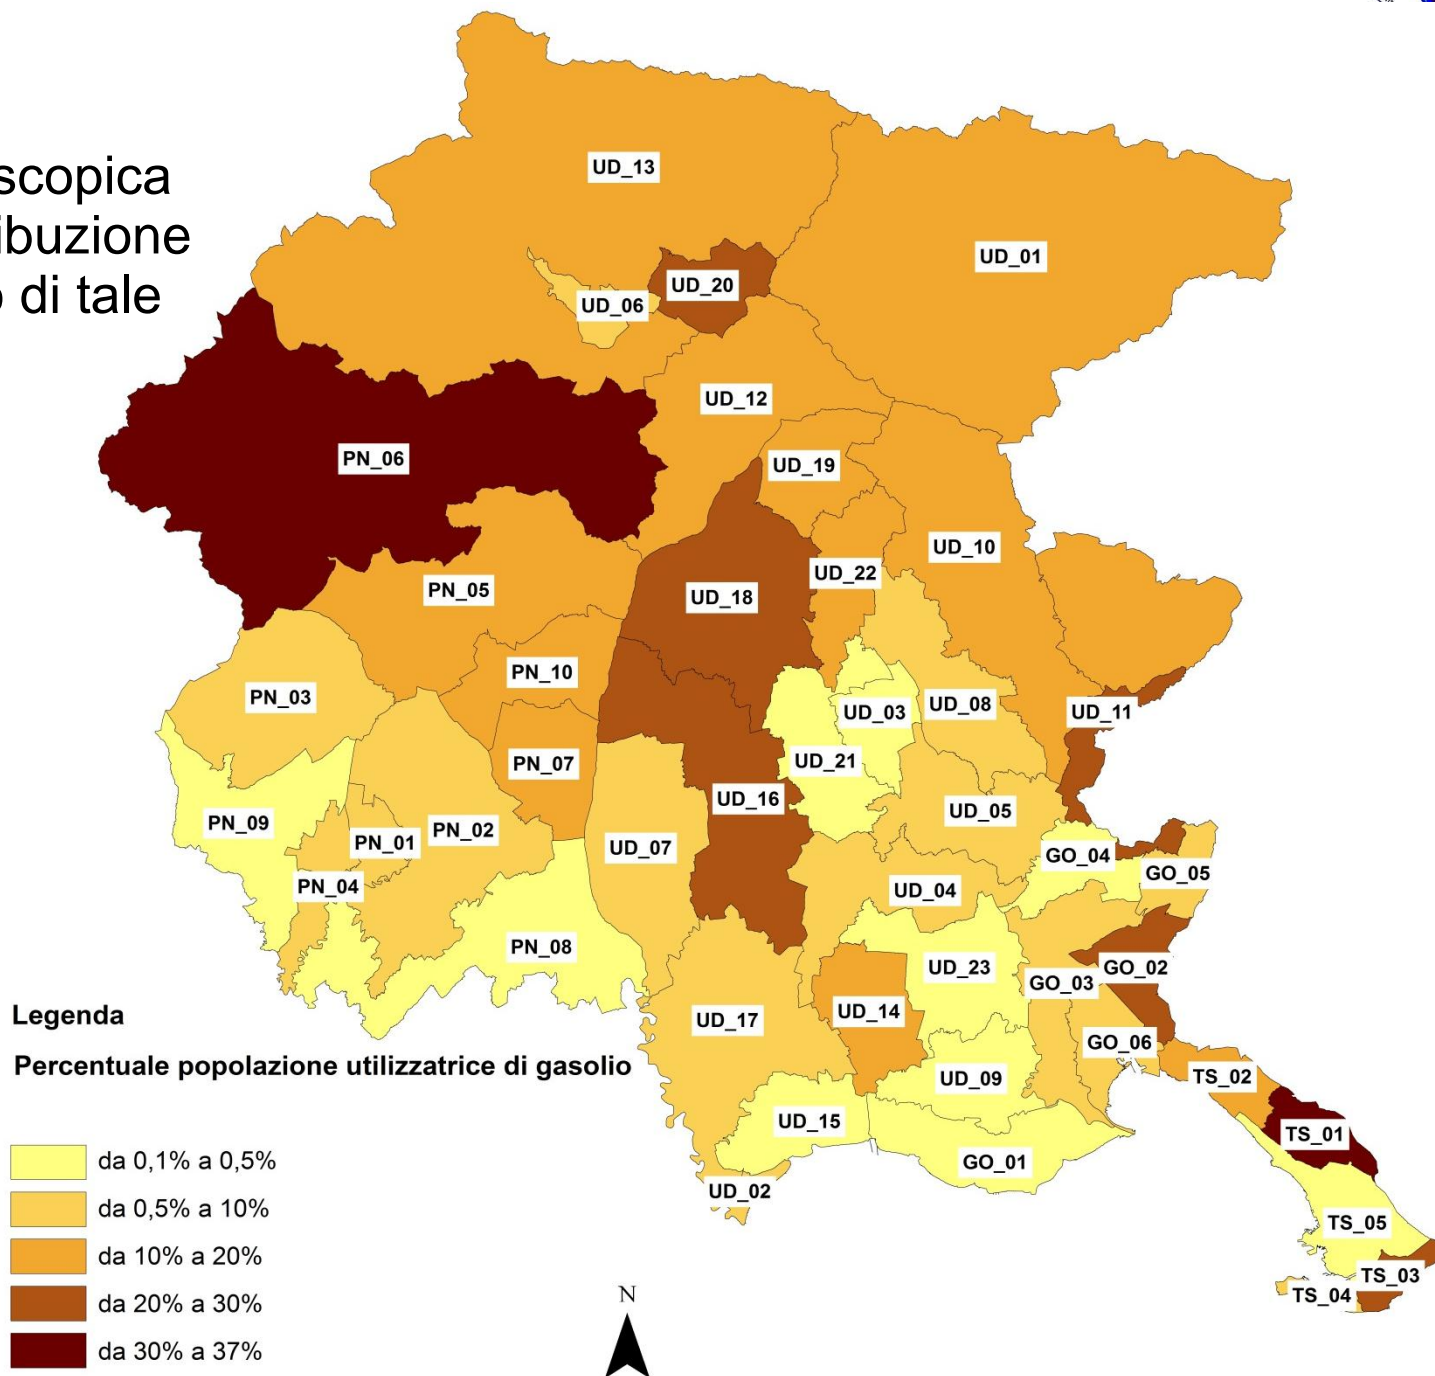 scopica
ibuzione
o di tale
UD_13
UD_01
UD_20
UD_06
UD_12
PN_06
UD_19
UD_10
UD_22
PN_05
UD_18
PN_10
PN_03
UD_03
UD_08
UD_11
UD_21
PN_07
UD_16
UD_05
PN_09
PN_02
PN_01
UD_07
GO_04
GO_05
PN_04
UD_04
PN_08
UD_23
GO_02
GO_03
UD_14
UD_17
GO_06
Legenda
Percentuale popolazione utilizzatrice di gasolio
UD_09
TS_02
UD_15
TS_01
GO_01
UD_02
TS_05
TS_03
TS_04
da 0,1% a 0,5%
da 0,5% a 10%
da 10% a 20%
da 20% a 30%
da 30% a 37%
N